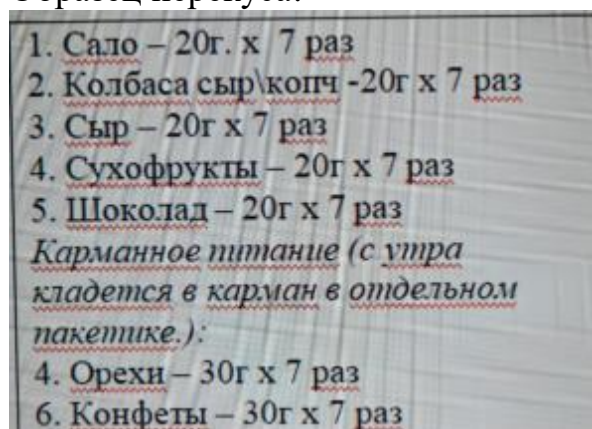 1. Сало – 20г. х 7 раз
2. Колбаса сыр\копч -20г х 7 раз
3. Сыр – 20г х 7 раз
4. Сухофрукты – 20г х 7 раз
5. Шоколад – 20г х 7 раз
Карманное питание (с утра
кладется в карман в отдельном
пакетике.):
4. Орехи – 30г х 7 раз
6. Конфеты – 30г х 7 раз